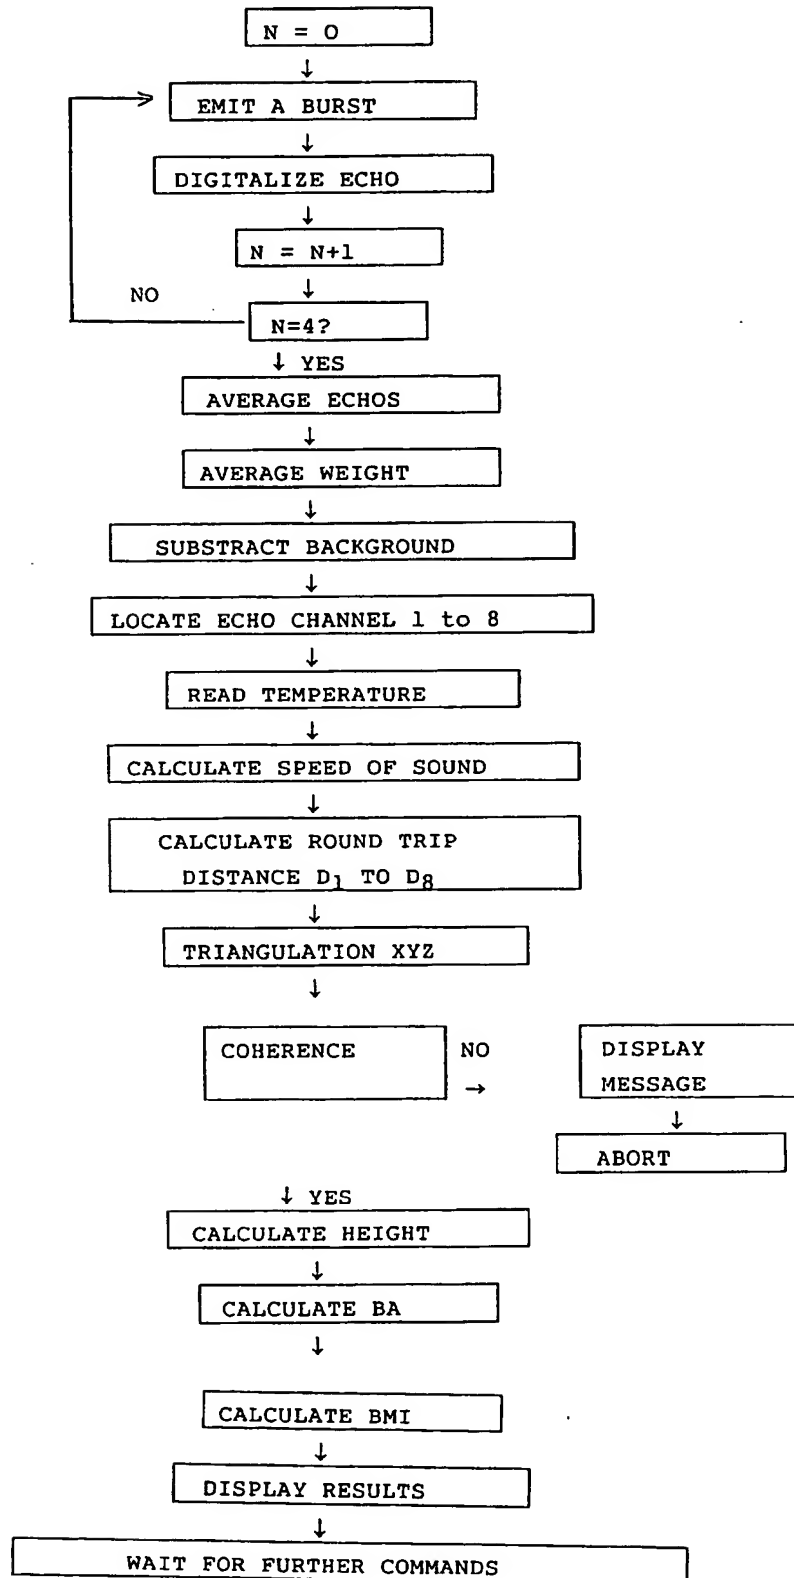 N = 0
↓
EMIT A BURST
↓
DIGITALIZE ECHO
↓
N = N+1
↓
NO
N=4?
↓ YES
AVERAGE ECHOS
↓
AVERAGE WEIGHT
↓
SUBSTRACT BACKGROUND
↓
LOCATE ECHO CHANNEL 1 to 8
↓
READ TEMPERATURE
↓
CALCULATE SPEED OF SOUND
↓
CALCULATE ROUND TRIP
DISTANCE D1 TO D8
↓
TRIANGULATION XYZ
↓
COHERENCE NO DISPLAY
→ MESSAGE
↓
ABORT
↓ YES
CALCULATE HEIGHT
↓
CALCULATE BA
↓
CALCULATE BMI
↓
DISPLAY RESULTS
↓
WAIT FOR FURTHER COMMANDS